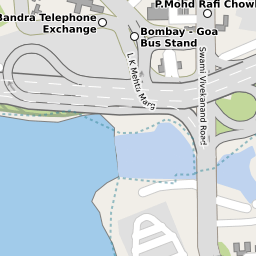 P.Mohd Rafi Chowk
Bandra Telephone
Exchange
Bombay - Goa
Bus Stand
L K Mehta Marg
Swami Vivekanand Road